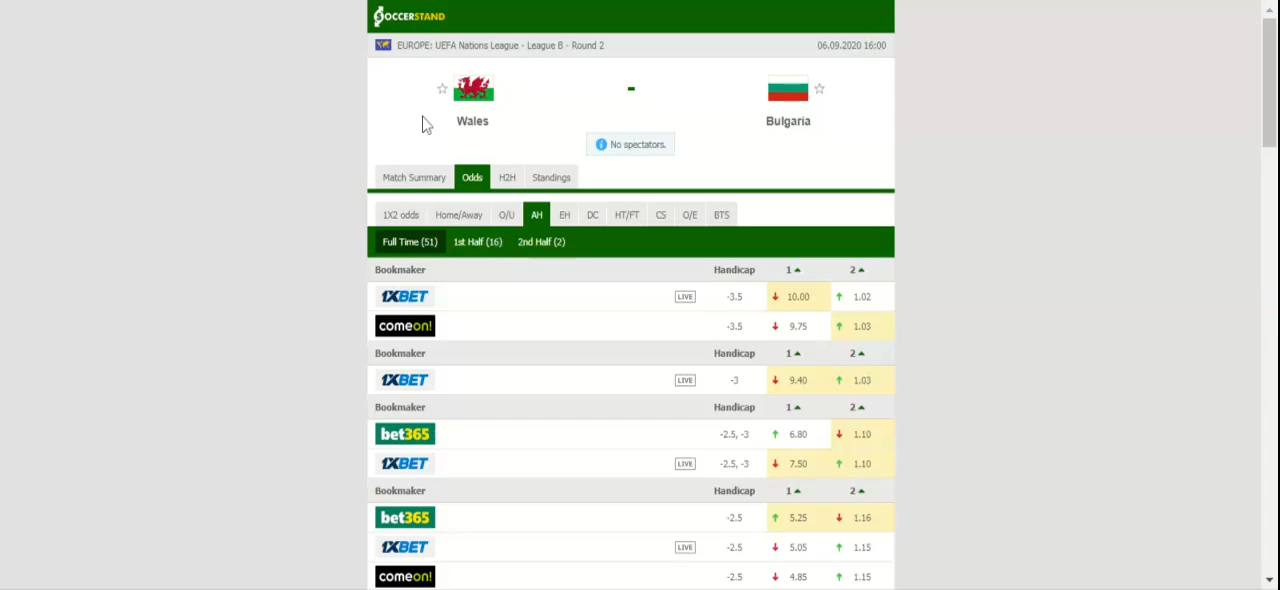 SOCCERSTAND
EUROPE: UEFA Nations League - League B - Round 2 06.09.2020 16:00
-
Wales Bulgaria
No spectators.
Match Summary Odds H2H Standings
1X2 odds Home/Away O/U AH EH DC HT/FT CS O/E BTS
Full Time (51) 1st Half (16) 2nd Half (2)
Bookmaker Handicap 1 2
1XBET LIVE -3.5 10.00 1.02
comeon! -3.5 9.75 1.03
Bookmaker Handicap 1 2
1XBET LIVE -3 9.40 1.03
Bookmaker Handicap 1 2
bet365 -2.5, -3 6.80 1.10
1XBET LIVE -2.5, -3 7.50 1.10
Bookmaker Handicap 1 2
bet365 -2.5 5.25 1.16
1XBET LIVE -2.5 5.05 1.15
comeon! -2.5 4.85 1.15